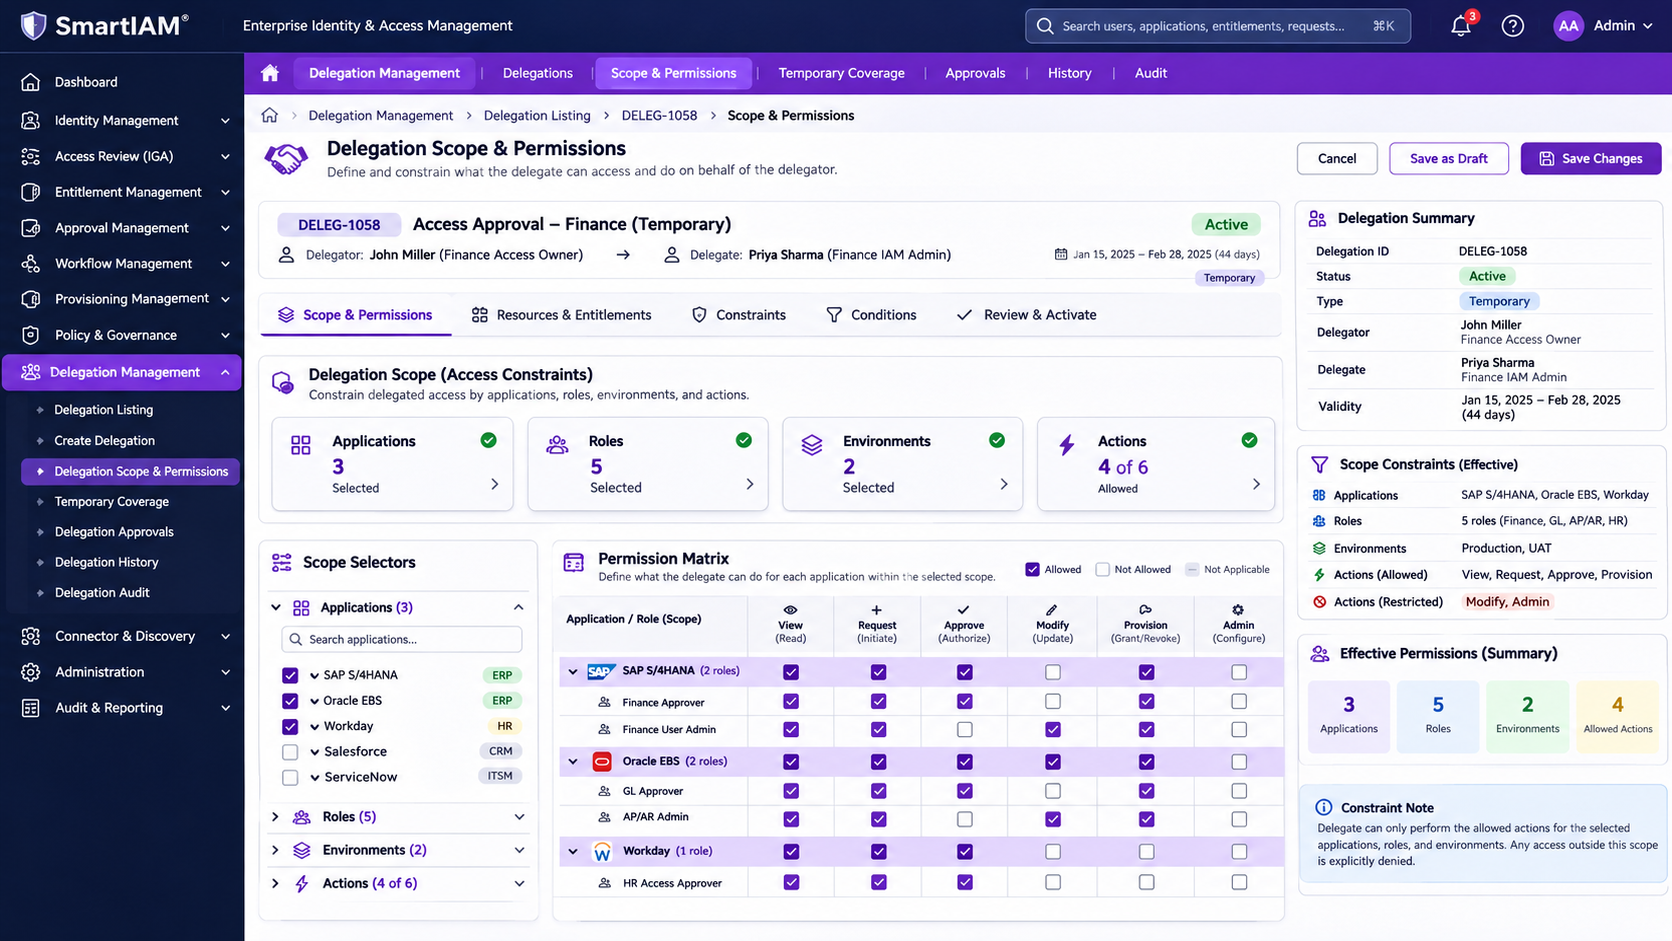 SmartIAM®
Enterprise Identity & Access Management
Search users, applications, entitlements, requests... ⌘K
3
AA
Admin
Dashboard
Identity Management
Access Review (IGA)
Entitlement Management
Approval Management
Workflow Management
Provisioning Management
Policy & Governance
Delegation Management
Delegation Listing
Create Delegation
Delegation Scope & Permissions
Temporary Coverage
Delegation Approvals
Delegation History
Delegation Audit
Connector & Discovery
Administration
Audit & Reporting
Delegation Management | Delegations | Scope & Permissions | Temporary Coverage | Approvals | History | Audit
Delegation Management > Delegation Listing > DELEG-1058 > Scope & Permissions
Delegation Scope & Permissions
Define and constrain what the delegate can access and do on behalf of the delegator.
Cancel
Save as Draft
Save Changes
DELEG-1058
Access Approval – Finance (Temporary)
Active
Delegator: John Miller (Finance Access Owner) → Delegate: Priya Sharma (Finance IAM Admin)
Jan 15, 2025 – Feb 28, 2025 (44 days)
Temporary
Scope & Permissions
Resources & Entitlements
Constraints
Conditions
Review & Activate
Delegation Scope (Access Constraints)
Constrain delegated access by applications, roles, environments, and actions.
Applications
3
Selected
Roles
5
Selected
Environments
2
Selected
Actions
4 of 6
Allowed
Scope Selectors
Applications (3)
Search applications...
SAP S/4HANA ERP
Oracle EBS ERP
Workday HR
Salesforce CRM
ServiceNow ITSM
Roles (5)
Environments (2)
Actions (4 of 6)
Permission Matrix
Define what the delegate can do for each application within the selected scope.
Allowed
Not Allowed
Not Applicable
Application / Role (Scope)
View
(Read)
Request
(Initiate)
Approve
(Authorize)
Modify
(Update)
Provision
(Grant/Revoke)
Admin
(Configure)
SAP SAP S/4HANA (2 roles)
Finance Approver
Finance User Admin
Oracle EBS (2 roles)
GL Approver
AP/AR Admin
Workday (1 role)
HR Access Approver
Delegation Summary
Delegation ID DELEG-1058
Status Active
Type Temporary
Delegator John Miller
Finance Access Owner
Delegate Priya Sharma
Finance IAM Admin
Validity Jan 15, 2025 – Feb 28, 2025
(44 days)
Scope Constraints (Effective)
Applications SAP S/4HANA, Oracle EBS, Workday
Roles 5 roles (Finance, GL, AP/AR, HR)
Environments Production, UAT
Actions (Allowed) View, Request, Approve, Provision
Actions (Restricted) Modify, Admin
Effective Permissions (Summary)
3
Applications
5
Roles
2
Environments
4
Allowed Actions
Constraint Note
Delegate can only perform the allowed actions for the selected
applications, roles, and environments. Any access outside this scope
is explicitly denied.